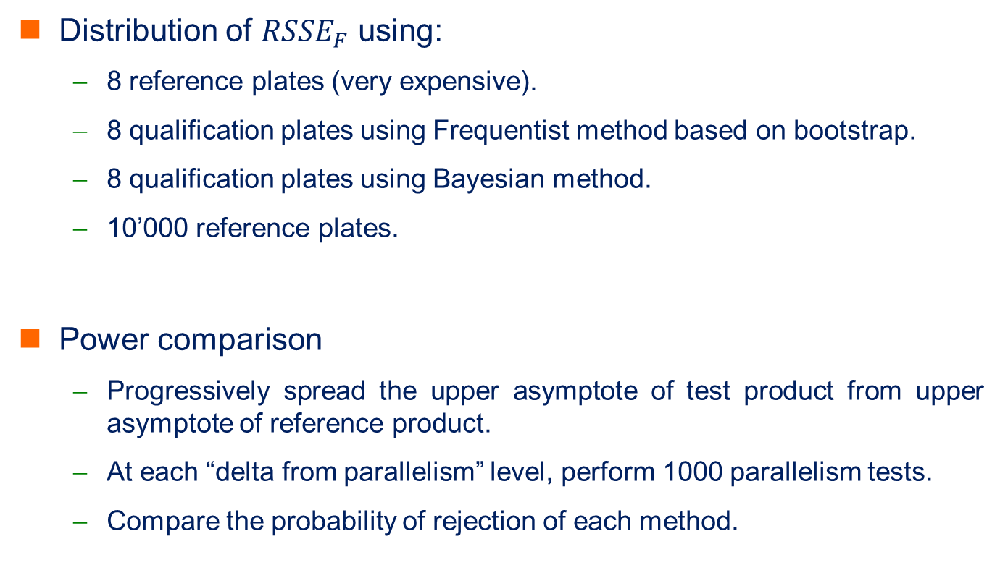 Distribution of RSSE_F using:
– 8 reference plates (very expensive).
– 8 qualification plates using Frequentist method based on bootstrap.
– 8 qualification plates using Bayesian method.
– 10’000 reference plates.
Power comparison
– Progressively spread the upper asymptote of test product from upper
asymptote of reference product.
– At each “delta from parallelism” level, perform 1000 parallelism tests.
– Compare the probability of rejection of each method.